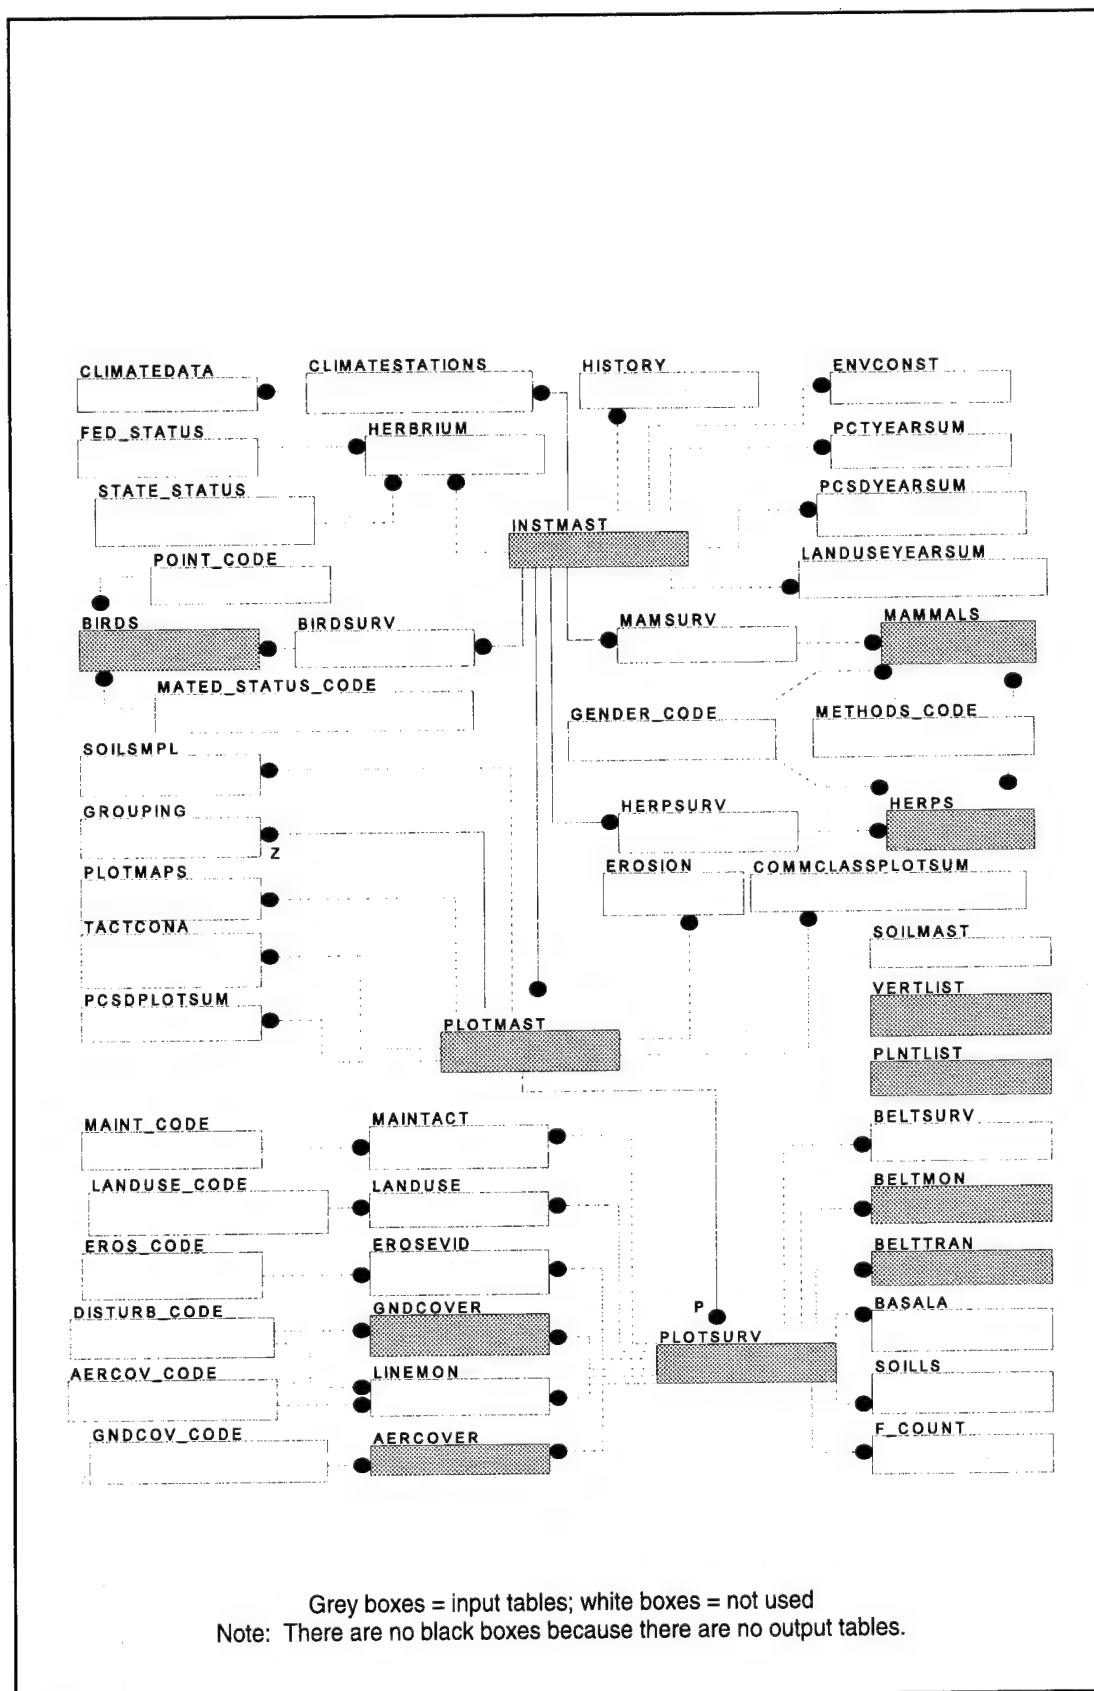 CLIMATEDATA
CLIMATESTATIONS
HISTORY
ENVCONST
FED_STATUS
HERBRIUM
PCTYEARSUM
STATE_STATUS
PCSDYEARSUM
INSTMAST
POINT_CODE
LANDUSEYEARSUM
BIRDS
BIRDSURV
MAMSURV
MAMMALS
MATED_STATUS_CODE
GENDER_CODE
METHODS_CODE
SOILSMPL
GROUPING
Z
HERPSURV
HERPS
PLOTMAPS
EROSION
COMMCLASSPLOTSUM
TACTCONA
SOILMAST
PCSDPLOTSUM
VERTLIST
PLOTMAST
PLNTLIST
MAINT_CODE
MAINTACT
BELTSURV
LANDUSE_CODE
LANDUSE
BELTMON
EROS_CODE
EROSEVID
BELTTRAN
DISTURB_CODE
GNDCOVER
P
BASALA
PLOTSURV
AERCOV_CODE
LINEMON
SOILLS
GNDCOV_CODE
AERCOVER
F_COUNT
Grey boxes = input tables; white boxes = not used
Note: There are no black boxes because there are no output tables.